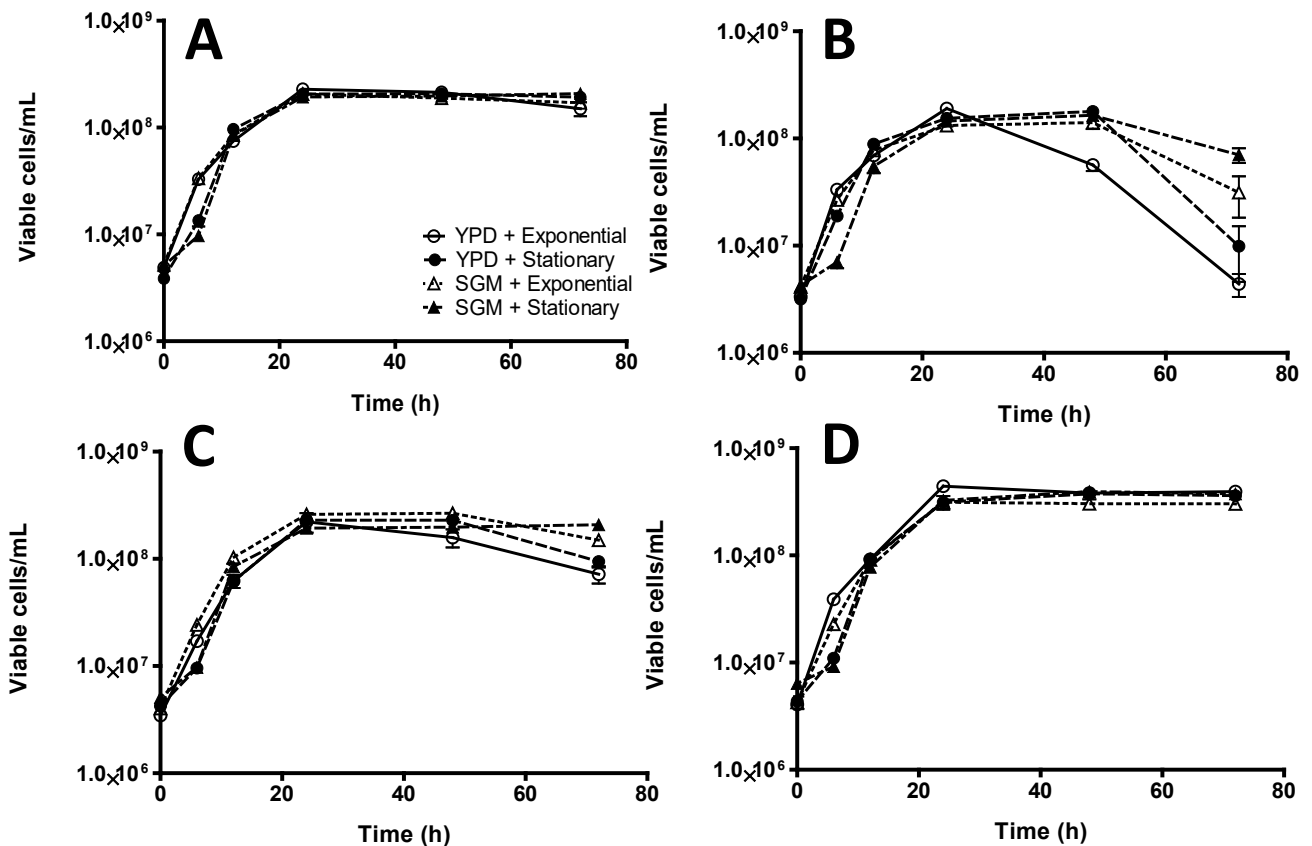 A
Viable cells/mL
1.0×10⁹
1.0×10⁸
1.0×10⁷
1.0×10⁶
0 20 40 60 80
Time (h)
YPD + Exponential
YPD + Stationary
SGM + Exponential
SGM + Stationary
B
Viable cells/mL
1.0×10⁹
1.0×10⁸
1.0×10⁷
1.0×10⁶
0 20 40 60 80
Time (h)
C
Viable cells/mL
1.0×10⁹
1.0×10⁸
1.0×10⁷
1.0×10⁶
0 20 40 60 80
Time (h)
D
Viable cells/mL
1.0×10⁹
1.0×10⁸
1.0×10⁷
1.0×10⁶
0 20 40 60 80
Time (h)